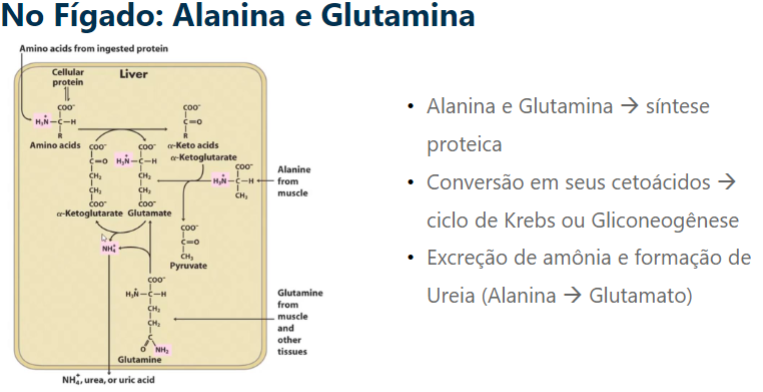 No Fígado: Alanina e Glutamina
Amino acids from ingested protein
Cellular protein
Liver
COO⁻
H₃N⁺–C–H
R
Amino acids
COO⁻
C=O
R
α-Keto acids
COO⁻
C=O
CH₂
CH₂
COO⁻
α-Ketoglutarate
COO⁻
H₃N⁺–C–H
CH₂
CH₂
COO⁻
Glutamate
α-Ketoglutarate
COO⁻
H₃N⁺–C–H
CH₃
Alanine
from
muscle
COO⁻
C=O
CH₃
Pyruvate
NH₄⁺
COO⁻
H₃N⁺–C–H
CH₂
CH₂
C
O
NH₂
Glutamine
Glutamine
from
muscle
and
other
tissues
NH₄⁺, urea, or uric acid
• Alanina e Glutamina → síntese
proteica
• Conversão em seus cetoácidos →
ciclo de Krebs ou Gliconeogênese
• Excreção de amônia e formação de
Ureia (Alanina → Glutamato)